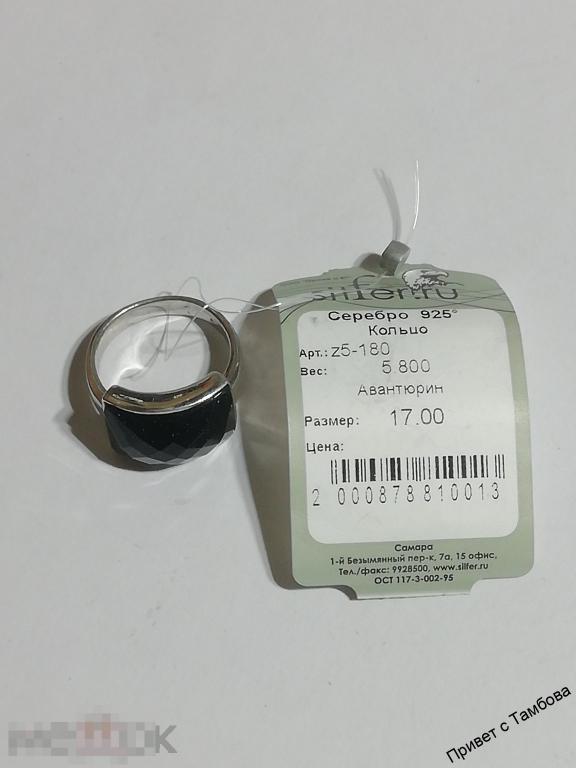 silfer.ru
Серебро 925°
Кольцо
Арт.: z5-180
Вес: 5.800
Авантюрин
Размер: 17.00
Цена:
2 000878 810013
Самара
1-й Безымянный пер-к, 7а, 15 офис,
Тел./факс: 9928500, www.silfer.ru
ОСТ 117-3-002-95
Привет с Тамбова
мешок